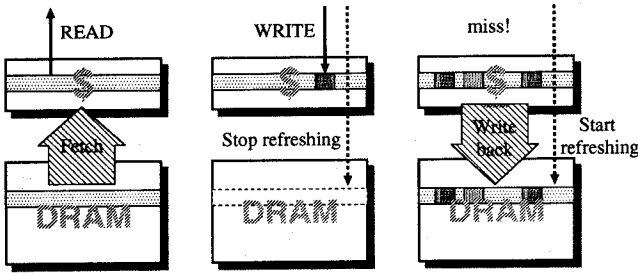 READ
$
Fetch
DRAM
WRITE
$
Stop refreshing
DRAM
miss!
$
Write
back
Start
refreshing
DRAM